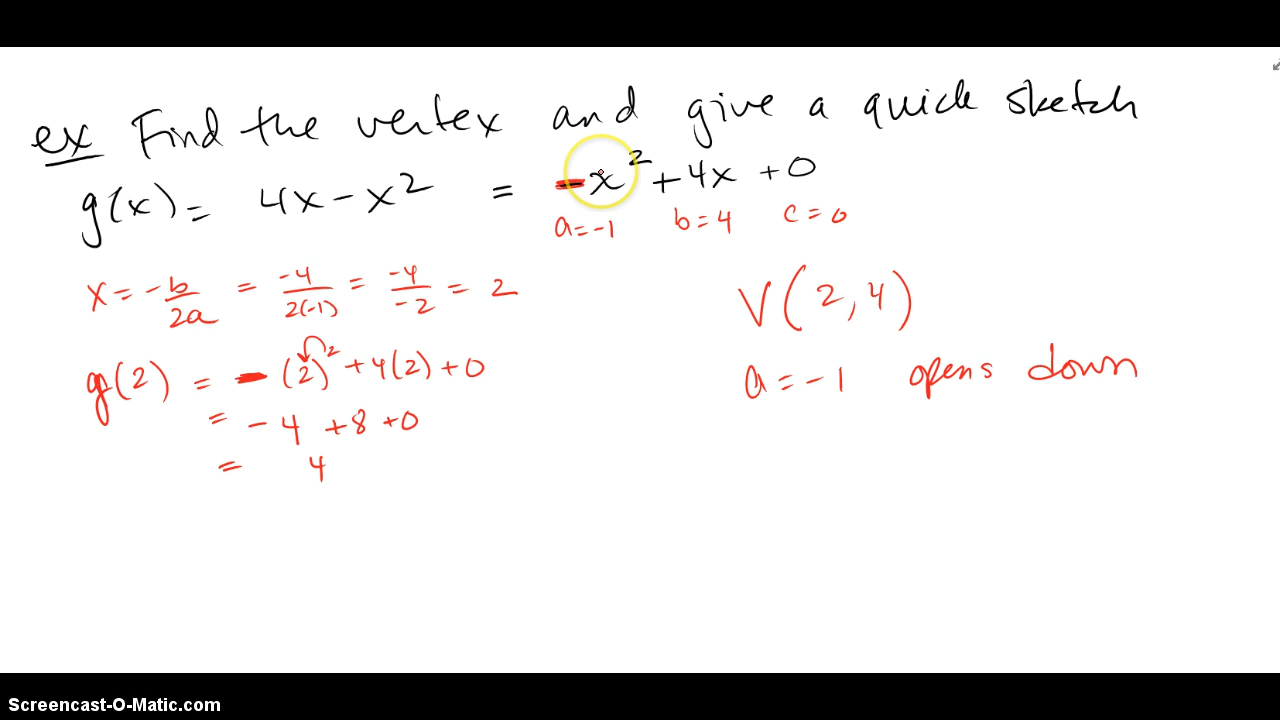 ex Find the vertex and give a quick sketch
g(x) = 4x - x² = -x² + 4x + 0
a = -1 b = 4 c = 0
x = -b/2a = -4/2(-1) = -4/-2 = 2
V(2,4)
g(2) = -(2)² + 4(2) + 0
a = -1 opens down
= -4 +8 +0
= 4
Screencast-O-Matic.com